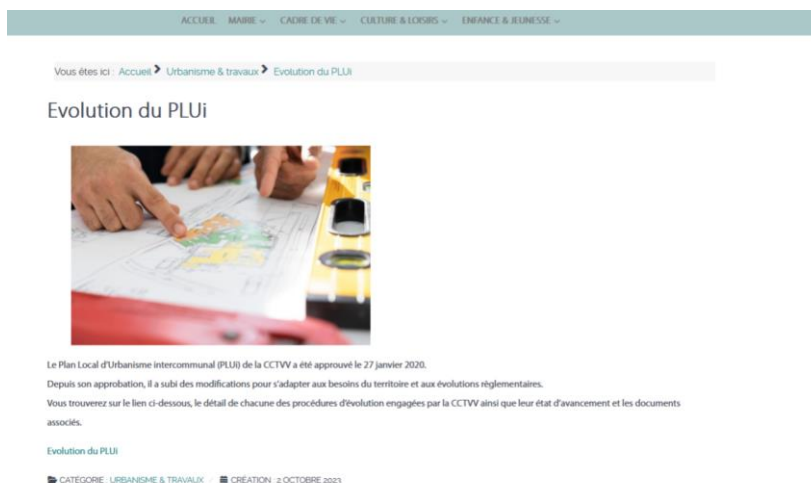 ACCUEIL MAIRIE CADRE DE VIE CULTURE & LOISIRS ENFANCE & JEUNESSE
Vous êtes ici : Accueil Urbanisme & travaux Evolution du PLUi
Evolution du PLUi
Le Plan Local d'Urbanisme intercommunal (PLUi) de la CCTVV a été approuvé le 27 janvier 2020.
Depuis son approbation, il a subi des modifications pour s'adapter aux besoins du territoire et aux évolutions règlementaires.
Vous trouverez sur le lien ci-dessous, le détail de chacune des procédures d'évolution engagées par la CCTVV ainsi que leur état d'avancement et les documents
associés.
Evolution du PLUi
CATÉGORIE : URBANISME & TRAVAUX / CRÉATION : 2 OCTOBRE 2023